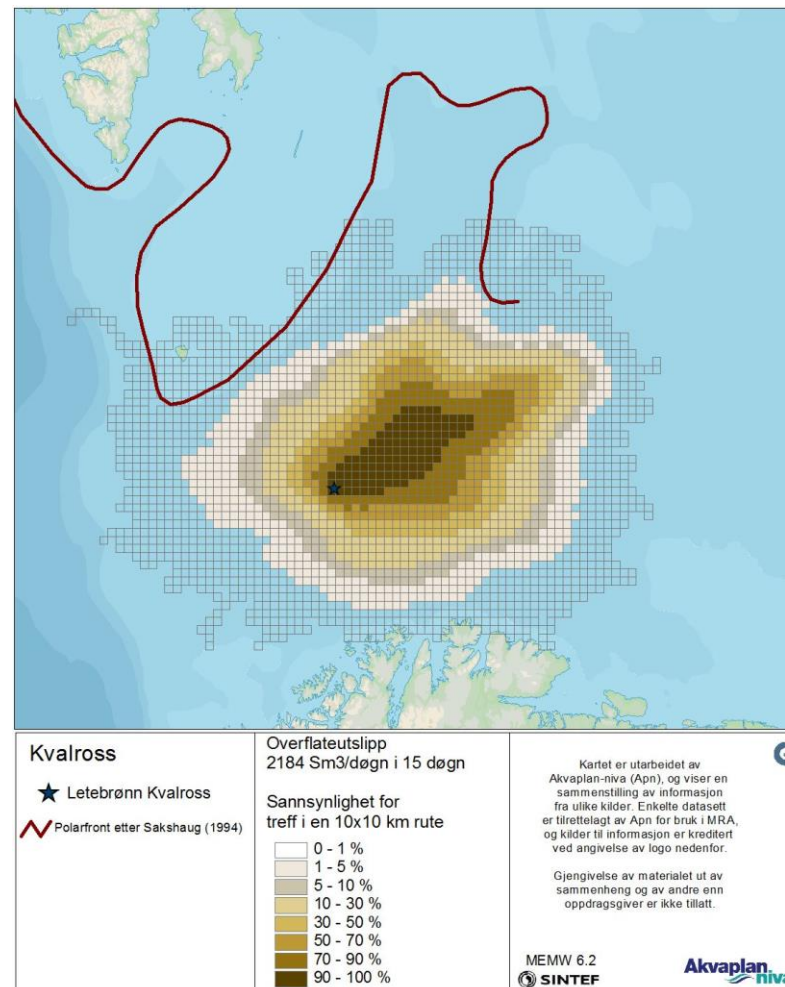 Kvalross
Letebrønn Kvalross
Polarfront etter Sakshaug (1994)
Overflateutslipp
2184 Sm3/døgn i 15 døgn
Sannsynlighet for
treff i en 10x10 km rute
0 - 1 %
1 - 5 %
5 - 10 %
10 - 30 %
30 - 50 %
50 - 70 %
70 - 90 %
90 - 100 %
Kartet er utarbeidet av
Akvaplan-niva (Apn), og viser en
sammenstilling av informasjon
fra ulike kilder. Enkelte datasett
er tilrettelagt av Apn for bruk i MRA,
og kilder til informasjon er kreditert
ved angivelse av logo nedenfor.
Gjengivelse av materialet ut av
sammenheng og av andre enn
oppdragsgiver er ikke tillatt.
MEMW 6.2
SINTEF
Akvaplan
niva